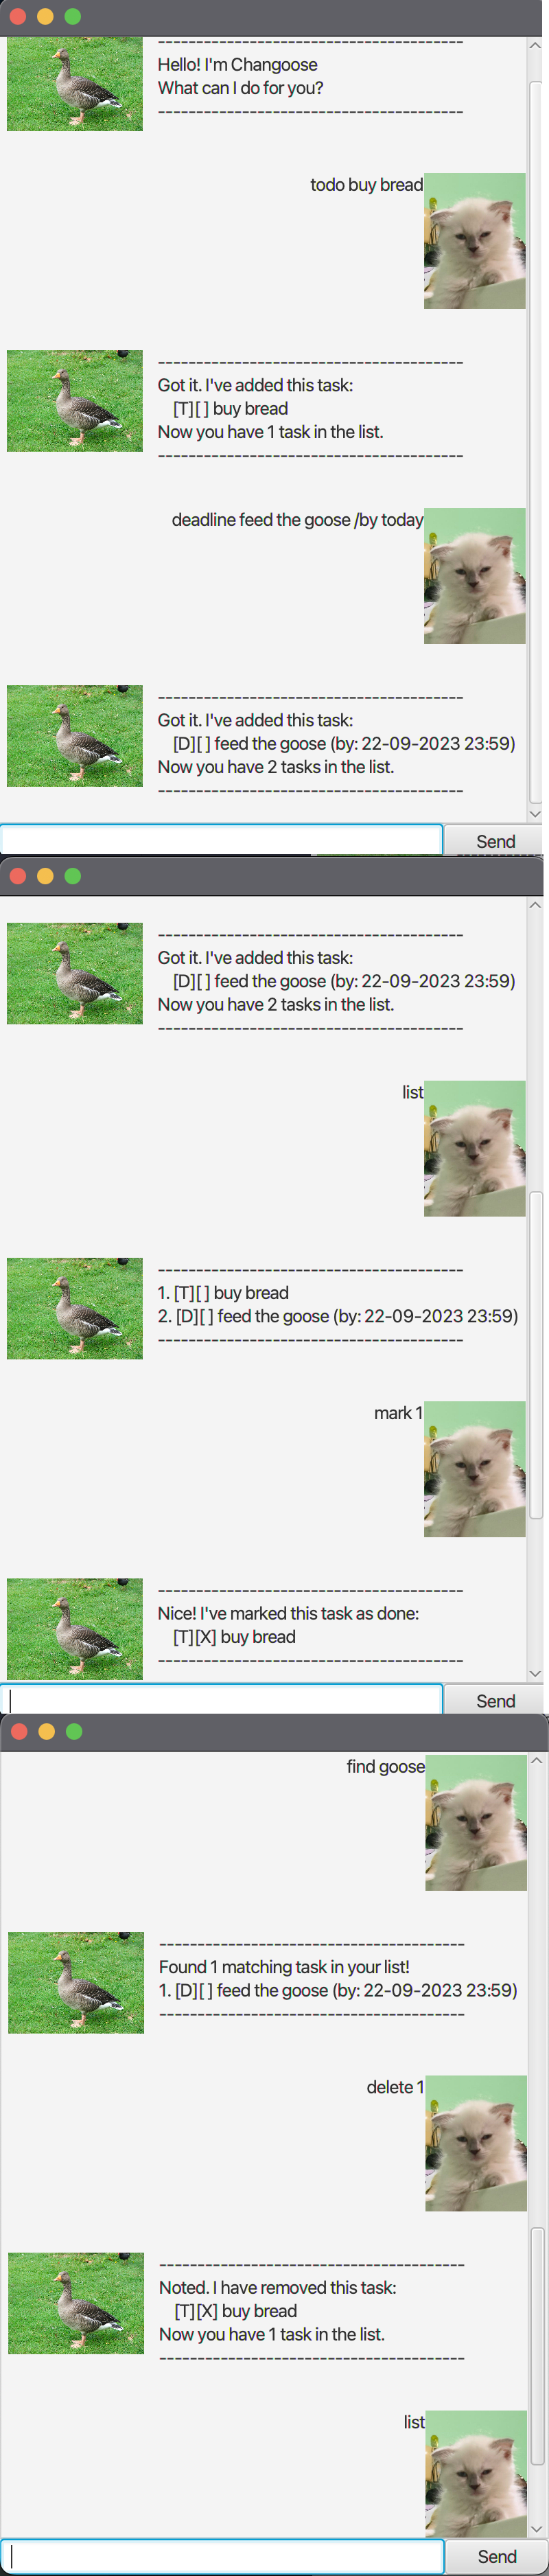 ---------------------------------------
Hello! I'm Changoose
What can I do for you?
---------------------------------------
todo buy bread
---------------------------------------
Got it. I've added this task:
[T][ ] buy bread
Now you have 1 task in the list.
---------------------------------------
deadline feed the goose /by today
---------------------------------------
Got it. I've added this task:
[D][ ] feed the goose (by: 22-09-2023 23:59)
Now you have 2 tasks in the list.
---------------------------------------
Send
---------------------------------------
Got it. I've added this task:
[D][ ] feed the goose (by: 22-09-2023 23:59)
Now you have 2 tasks in the list.
---------------------------------------
list
---------------------------------------
1. [T][ ] buy bread
2. [D][ ] feed the goose (by: 22-09-2023 23:59)
---------------------------------------
mark 1
---------------------------------------
Nice! I've marked this task as done:
[T][X] buy bread
---------------------------------------
Send
find goose
---------------------------------------
Found 1 matching task in your list!
1. [D][ ] feed the goose (by: 22-09-2023 23:59)
---------------------------------------
delete 1
---------------------------------------
Noted. I have removed this task:
[T][X] buy bread
Now you have 1 task in the list.
---------------------------------------
list
Send